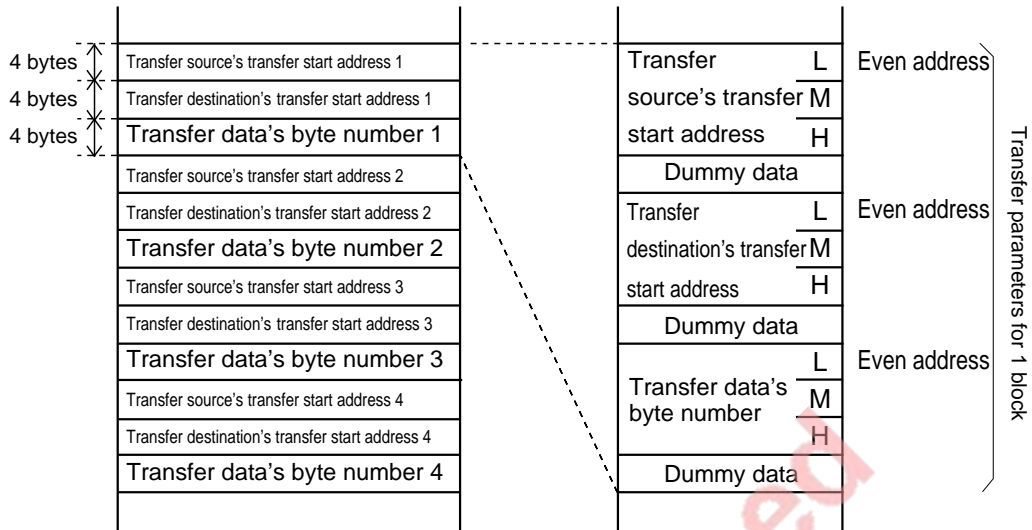 4 bytes
4 bytes
4 bytes
Transfer source's transfer start address 1
Transfer destination's transfer start address 1
Transfer data's byte number 1
Transfer source's transfer start address 2
Transfer destination's transfer start address 2
Transfer data's byte number 2
Transfer source's transfer start address 3
Transfer destination's transfer start address 3
Transfer data's byte number 3
Transfer source's transfer start address 4
Transfer destination's transfer start address 4
Transfer data's byte number 4
Transfer L Even address
source's transfer M
start address H
Dummy data
Transfer L Even address
destination's transfer M
start address H
Dummy data
L Even address
Transfer data's M
byte number
H
Dummy data
Transfer parameters for 1 block